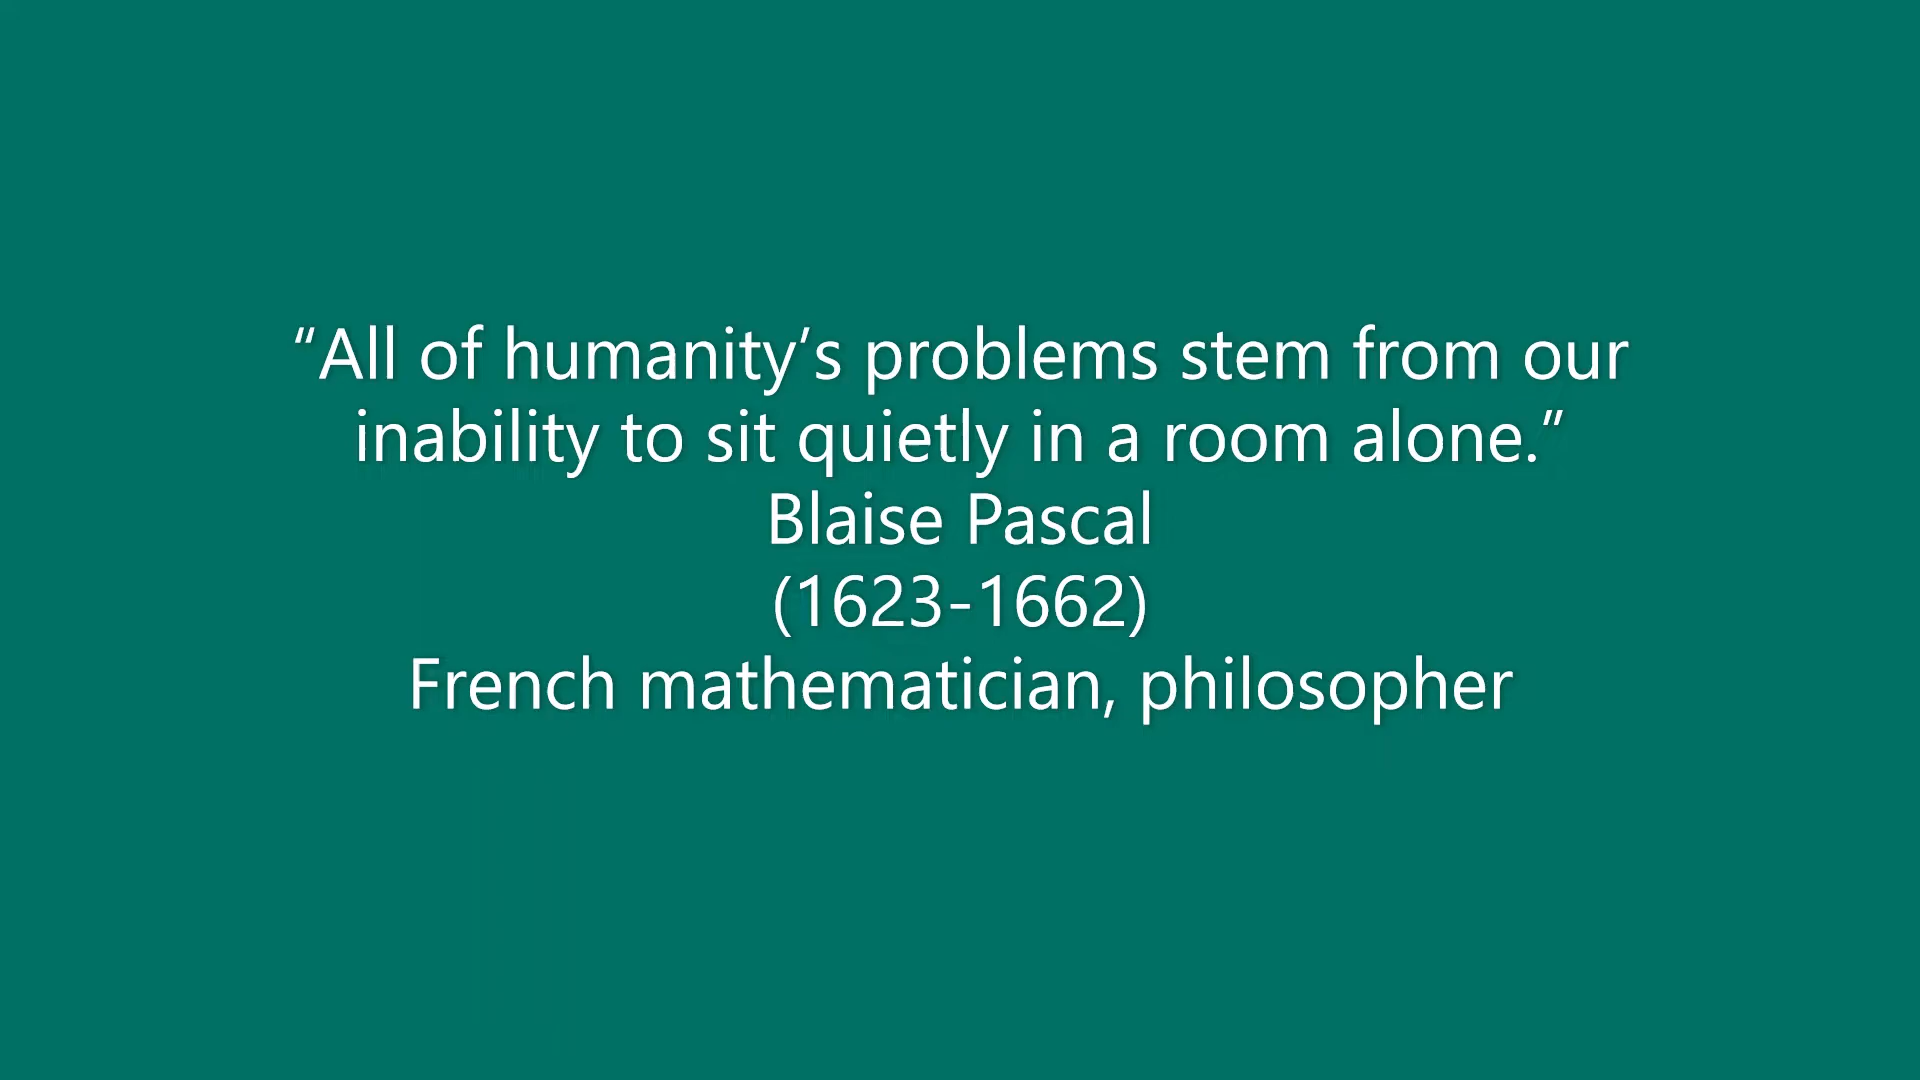 “All of humanity’s problems stem from our
inability to sit quietly in a room alone.”
Blaise Pascal
(1623-1662)
French mathematician, philosopher